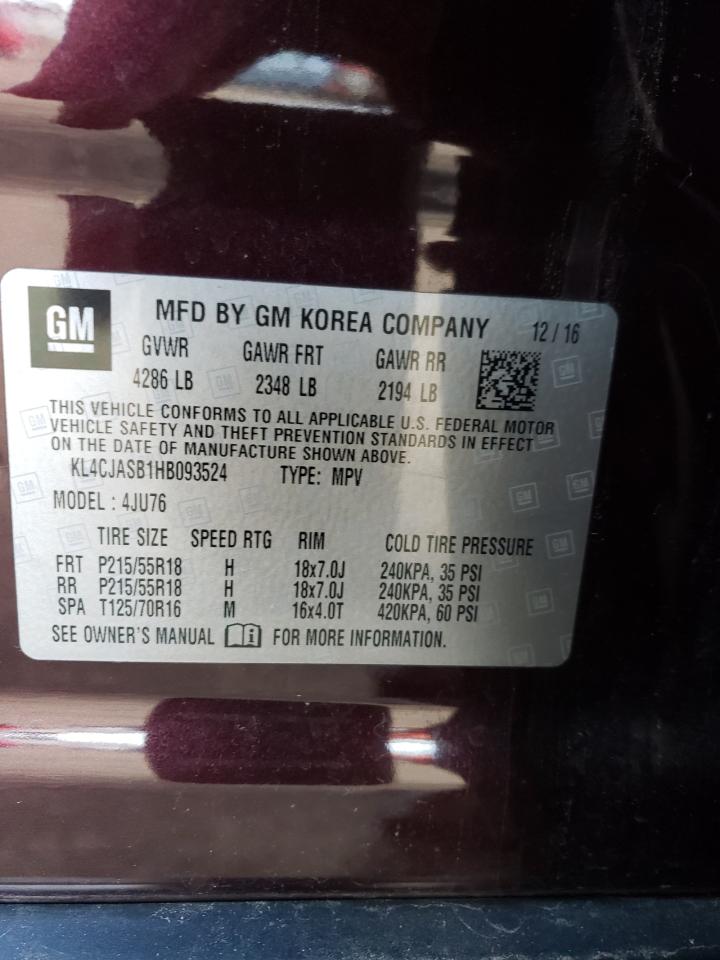 GM
MFD BY GM KOREA COMPANY 12 / 16
GVWR GAWR FRT GAWR RR
4286 LB 2348 LB 2194 LB
THIS VEHICLE CONFORMS TO ALL APPLICABLE U.S. FEDERAL MOTOR
VEHICLE SAFETY AND THEFT PREVENTION STANDARDS IN EFFECT
ON THE DATE OF MANUFACTURE SHOWN ABOVE.
KL4CJASB1HB093524 TYPE: MPV
MODEL : 4JU76
TIRE SIZE SPEED RTG RIM COLD TIRE PRESSURE
FRT P215/55R18 H 18x7.0J 240KPA, 35 PSI
RR P215/55R18 H 18x7.0J 240KPA, 35 PSI
SPA T125/70R16 M 16x4.0T 420KPA, 60 PSI
SEE OWNER'S MANUAL FOR MORE INFORMATION.